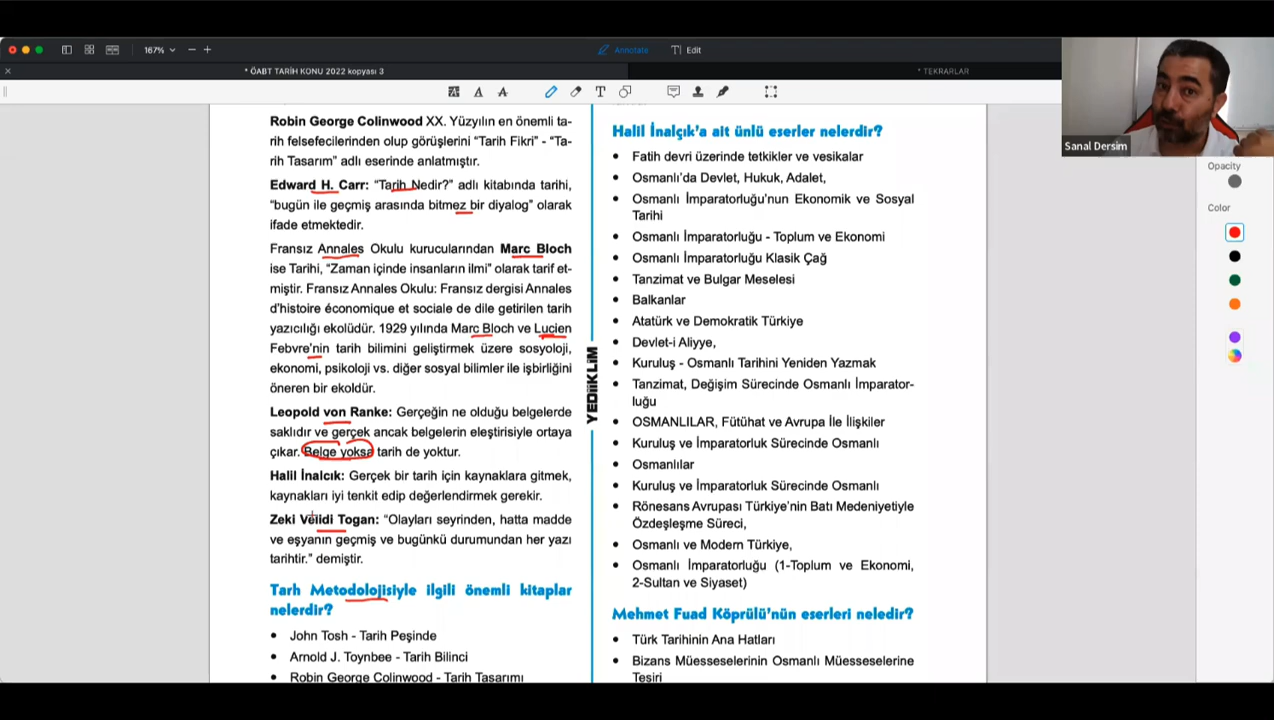 167%
Annotate
Edit
* ÖABT TARİH KONU 2022 kopyası 3
* TEKRARLAR
Sanal Dersim
Opacity
Color
Robin George Colinwood XX. Yüzyılın en önemli ta-
rih felsefecilerinden olup görüşlerini “Tarih Fikri” - “Ta-
rih Tasarım” adlı eserinde anlatmıştır.
Edward H. Carr: “Tarih Nedir?” adlı kitabında tarihi,
“bugün ile geçmiş arasında bitmez bir diyalog” olarak
ifade etmektedir.
Fransız Annales Okulu kurucularından Marc Bloch
ise Tarihi, “Zaman içinde insanların ilmi” olarak tarif et-
miştir. Fransız Annales Okulu: Fransız dergisi Annales
d’histoire économique et sociale de dile getirilen tarih
yazıcılığı ekolüdür. 1929 yılında Marc Bloch ve Lucien
Febvre’nin tarih bilimini geliştirmek üzere sosyoloji,
ekonomi, psikoloji vs. diğer sosyal bilimler ile işbirliğini
öneren bir ekoldür.
Leopold von Ranke: Gerçeğin ne olduğu belgelerde
saklıdır ve gerçek ancak belgelerin eleştirisiyle ortaya
çıkar. Belge yoksa tarih de yoktur.
Halil İnalcık: Gerçek bir tarih için kaynaklara gitmek,
kaynakları iyi tenkit edip değerlendirmek gerekir.
Zeki Velidi Togan: “Olayları seyrinden, hatta madde
ve eşyanın geçmiş ve bugünkü durumundan her yazı
tarihtir.” demiştir.
Tarh Metodolojisiyle ilgili önemli kitaplar
nelerdir?
• John Tosh - Tarih Peşinde
• Arnold J. Toynbee - Tarih Bilinci
• Robin George Colinwood - Tarih Tasarımı
YEDİİKLİM
Halil İnalçık’a ait ünlü eserler nelerdir?
• Fatih devri üzerinde tetkikler ve vesikalar
• Osmanlı’da Devlet, Hukuk, Adalet,
• Osmanlı İmparatorluğu’nun Ekonomik ve Sosyal
Tarihi
• Osmanlı İmparatorluğu - Toplum ve Ekonomi
• Osmanlı İmparatorluğu Klasik Çağ
• Tanzimat ve Bulgar Meselesi
• Balkanlar
• Atatürk ve Demokratik Türkiye
• Devlet-i Aliyye,
• Kuruluş - Osmanlı Tarihini Yeniden Yazmak
• Tanzimat, Değişim Sürecinde Osmanlı İmparator-
luğu
• OSMANLILAR, Fütühat ve Avrupa İle İlişkiler
• Kuruluş ve İmparatorluk Sürecinde Osmanlı
• Osmanlılar
• Kuruluş ve İmparatorluk Sürecinde Osmanlı
• Rönesans Avrupası Türkiye’nin Batı Medeniyetiyle
Özdeşleşme Süreci,
• Osmanlı ve Modern Türkiye,
• Osmanlı İmparatorluğu (1-Toplum ve Ekonomi,
2-Sultan ve Siyaset)
Mehmet Fuad Köprülü’nün eserleri neledir?
• Türk Tarihinin Ana Hatları
• Bizans Müesseselerinin Osmanlı Müesseselerine
Tesiri